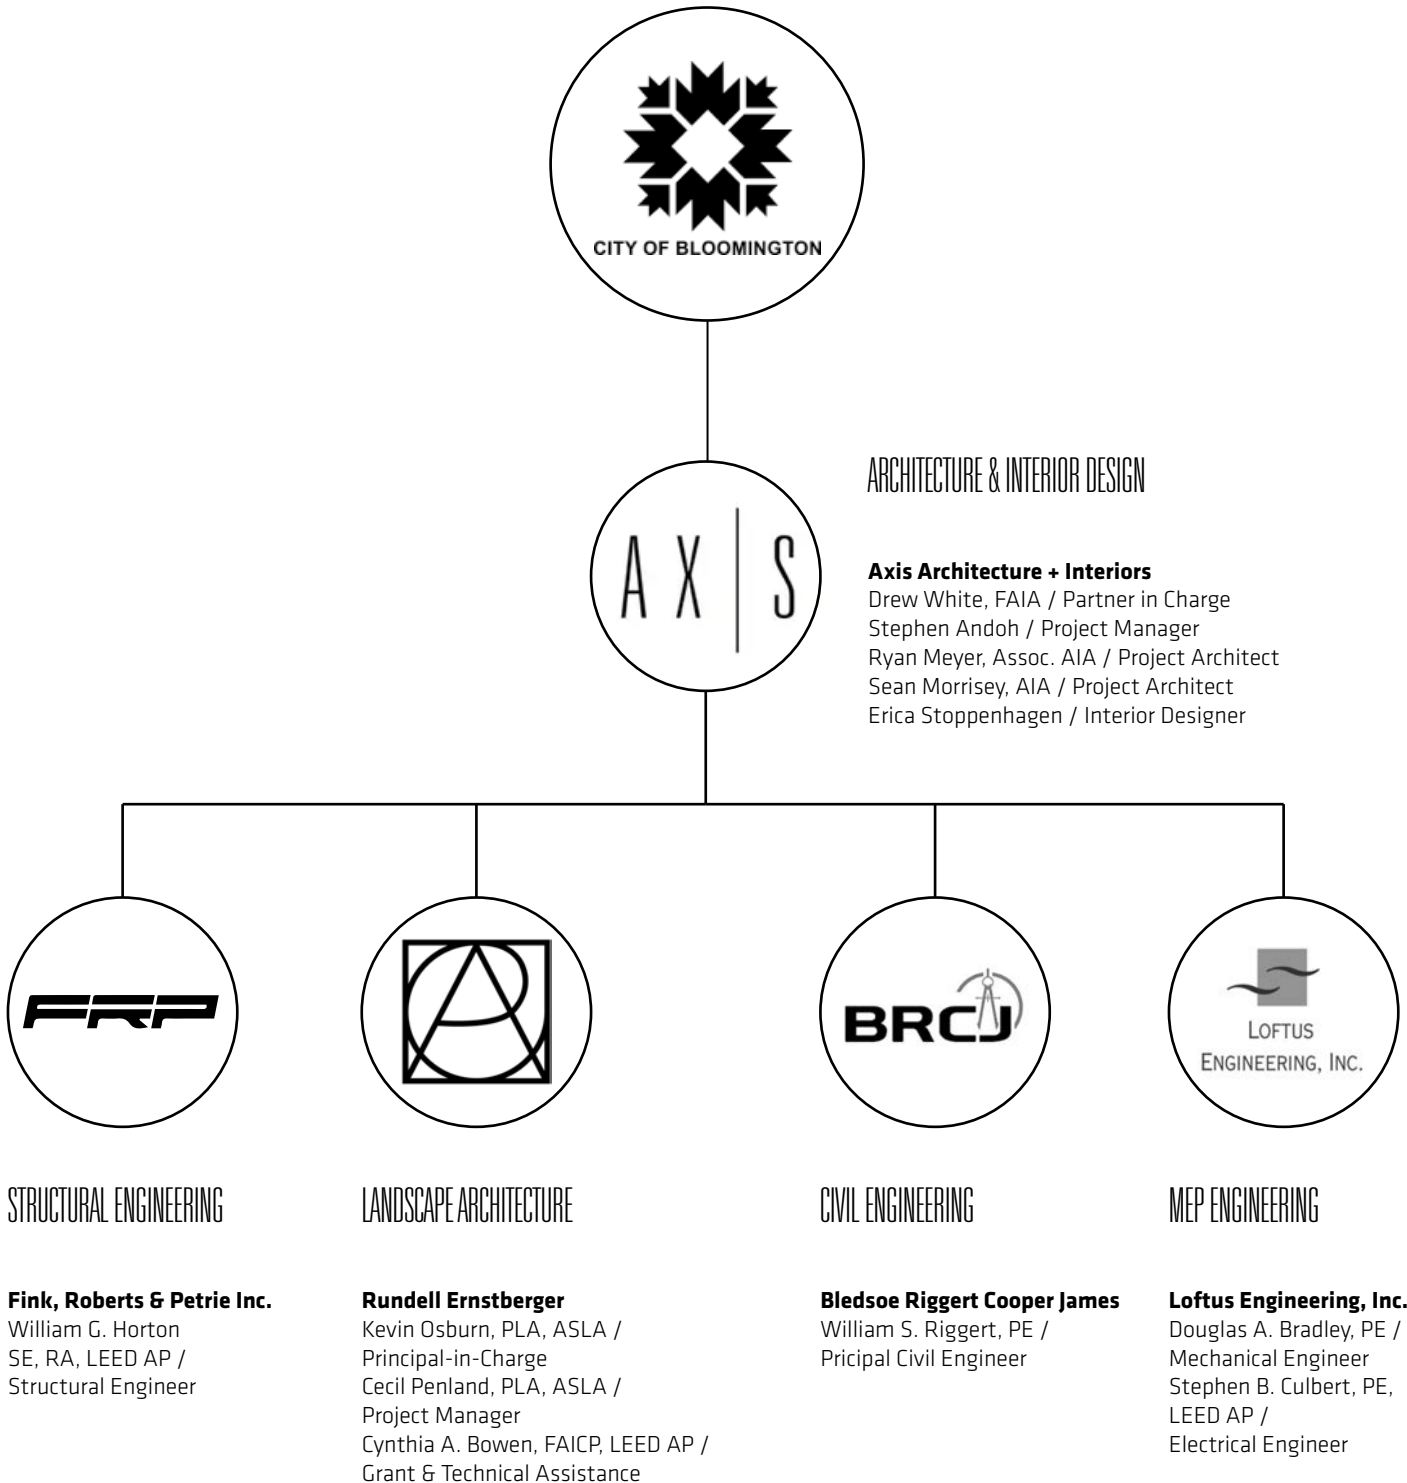 CITY OF BLOOMINGTON
AX|S
ARCHITECTURE & INTERIOR DESIGN
Axis Architecture + Interiors
Drew White, FAIA / Partner in Charge
Stephen Andoh / Project Manager
Ryan Meyer, Assoc. AIA / Project Architect
Sean Morrisey, AIA / Project Architect
Erica Stoppenhagen / Interior Designer
FRP
STRUCTURAL ENGINEERING
Fink, Roberts & Petrie Inc.
William G. Horton
SE, RA, LEED AP /
Structural Engineer
LANDSCAPE ARCHITECTURE
Rundell Ernstberger
Kevin Osburn, PLA, ASLA /
Principal-in-Charge
Cecil Penland, PLA, ASLA /
Project Manager
Cynthia A. Bowen, FAICP, LEED AP /
Grant & Technical Assistance
BRCJ
CIVIL ENGINEERING
Bledsoe Riggert Cooper James
William S. Riggert, PE /
Pricipal Civil Engineer
LOFTUS
ENGINEERING, INC.
MEP ENGINEERING
Loftus Engineering, Inc.
Douglas A. Bradley, PE /
Mechanical Engineer
Stephen B. Culbert, PE,
LEED AP /
Electrical Engineer